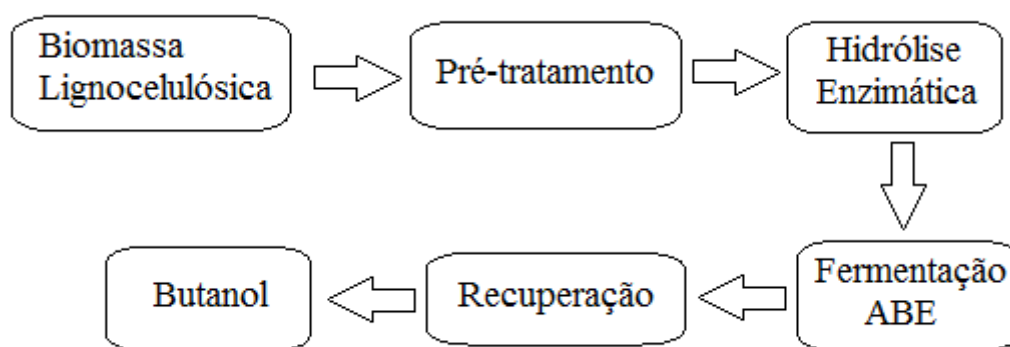 Biomassa
Lignocelulósica
Pré-tratamento
Hidrólise
Enzimática
Fermentação
ABE
Recuperação
Butanol